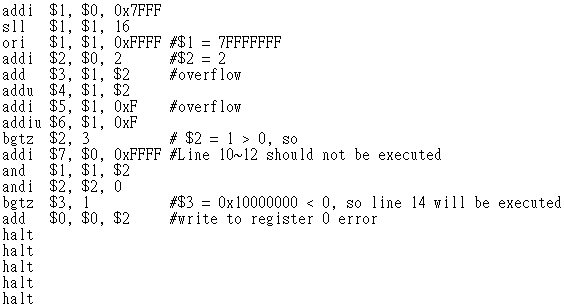 addi $1, $0, 0x7FFF
sll $1, $1, 16
ori $1, $1, 0xFFFF #$1 = 7FFFFFFF
addi $2, $0, 2 #$2 = 2
add $3, $1, $2 #overflow
addu $4, $1, $2
addi $5, $1, 0xF #overflow
addiu $6, $1, 0xF
bgtz $2, 3 # $2 = 1 > 0, so
addi $7, $0, 0xFFFF #Line 10~12 should not be executed
and $1, $1, $2
andi $2, $2, 0
bgtz $3, 1 #$3 = 0x10000000 < 0, so line 14 will be executed
add $0, $0, $2 #write to register 0 error
halt
halt
halt
halt
halt